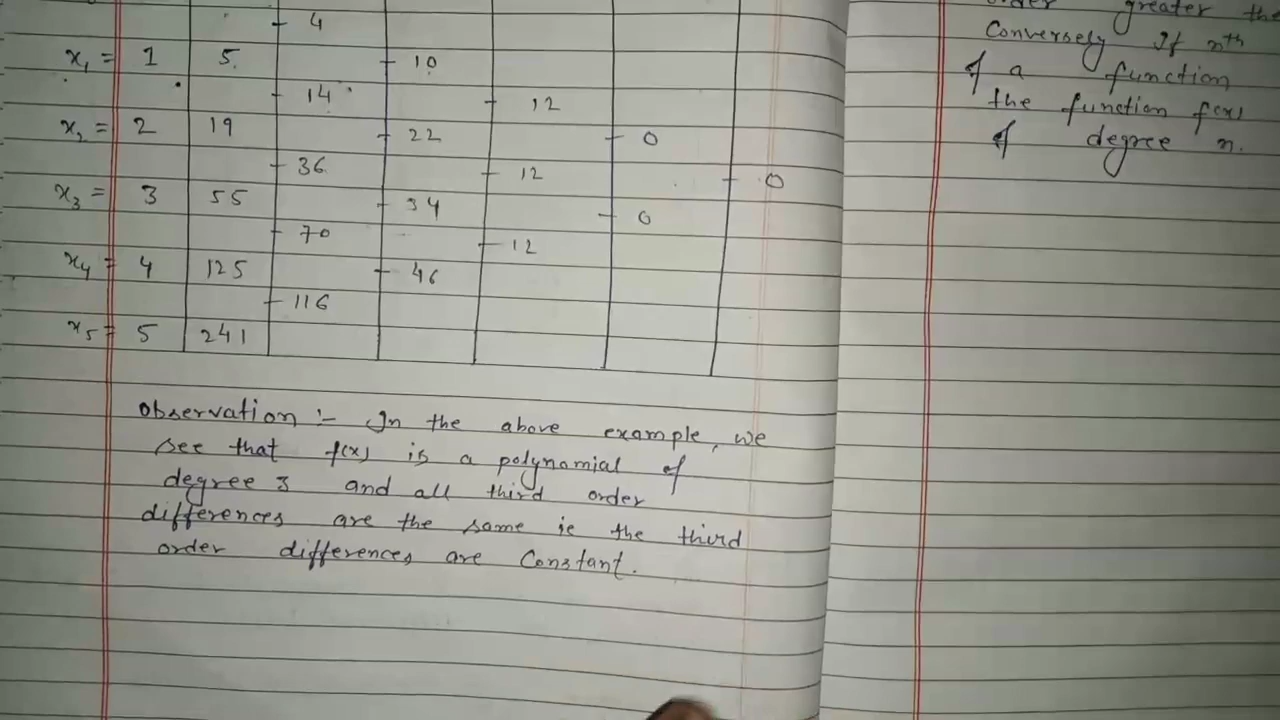 4
x₁ = 1 5 10
14 12
x₂ = 2 19 22 0
36 12 0
x₃ = 3 55 34 0
70 12
x₄ = 4 125 46
116
x₅ = 5 241
Observation :- In the above example, we
see that f(x) is a polynomial of
degree 3 and all third order
differences are the same ie the third
order differences are Constant.
greater the
Conversely If nth
of a function
the function f(x)
of degree n.